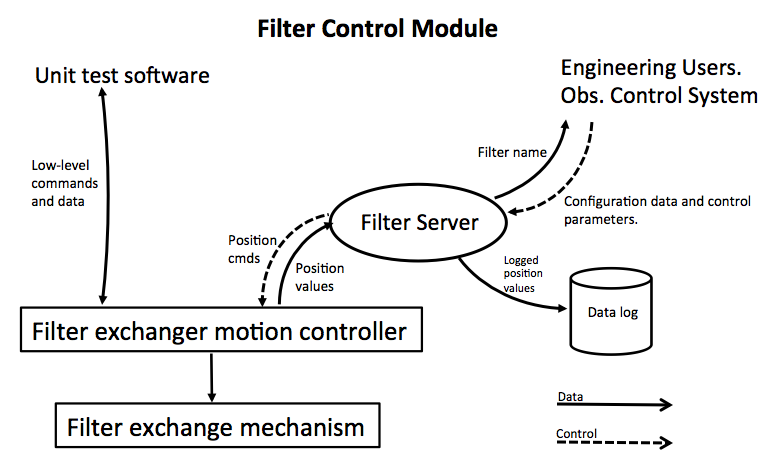 Filter Control Module
Unit test software
Engineering Users.
Obs. Control System
Low-level
commands
and data
Filter name
Configuration data and control
parameters.
Filter Server
Position
cmds
Position
values
Logged
position
values
Data log
Filter exchanger motion controller
Filter exchange mechanism
Data
Control